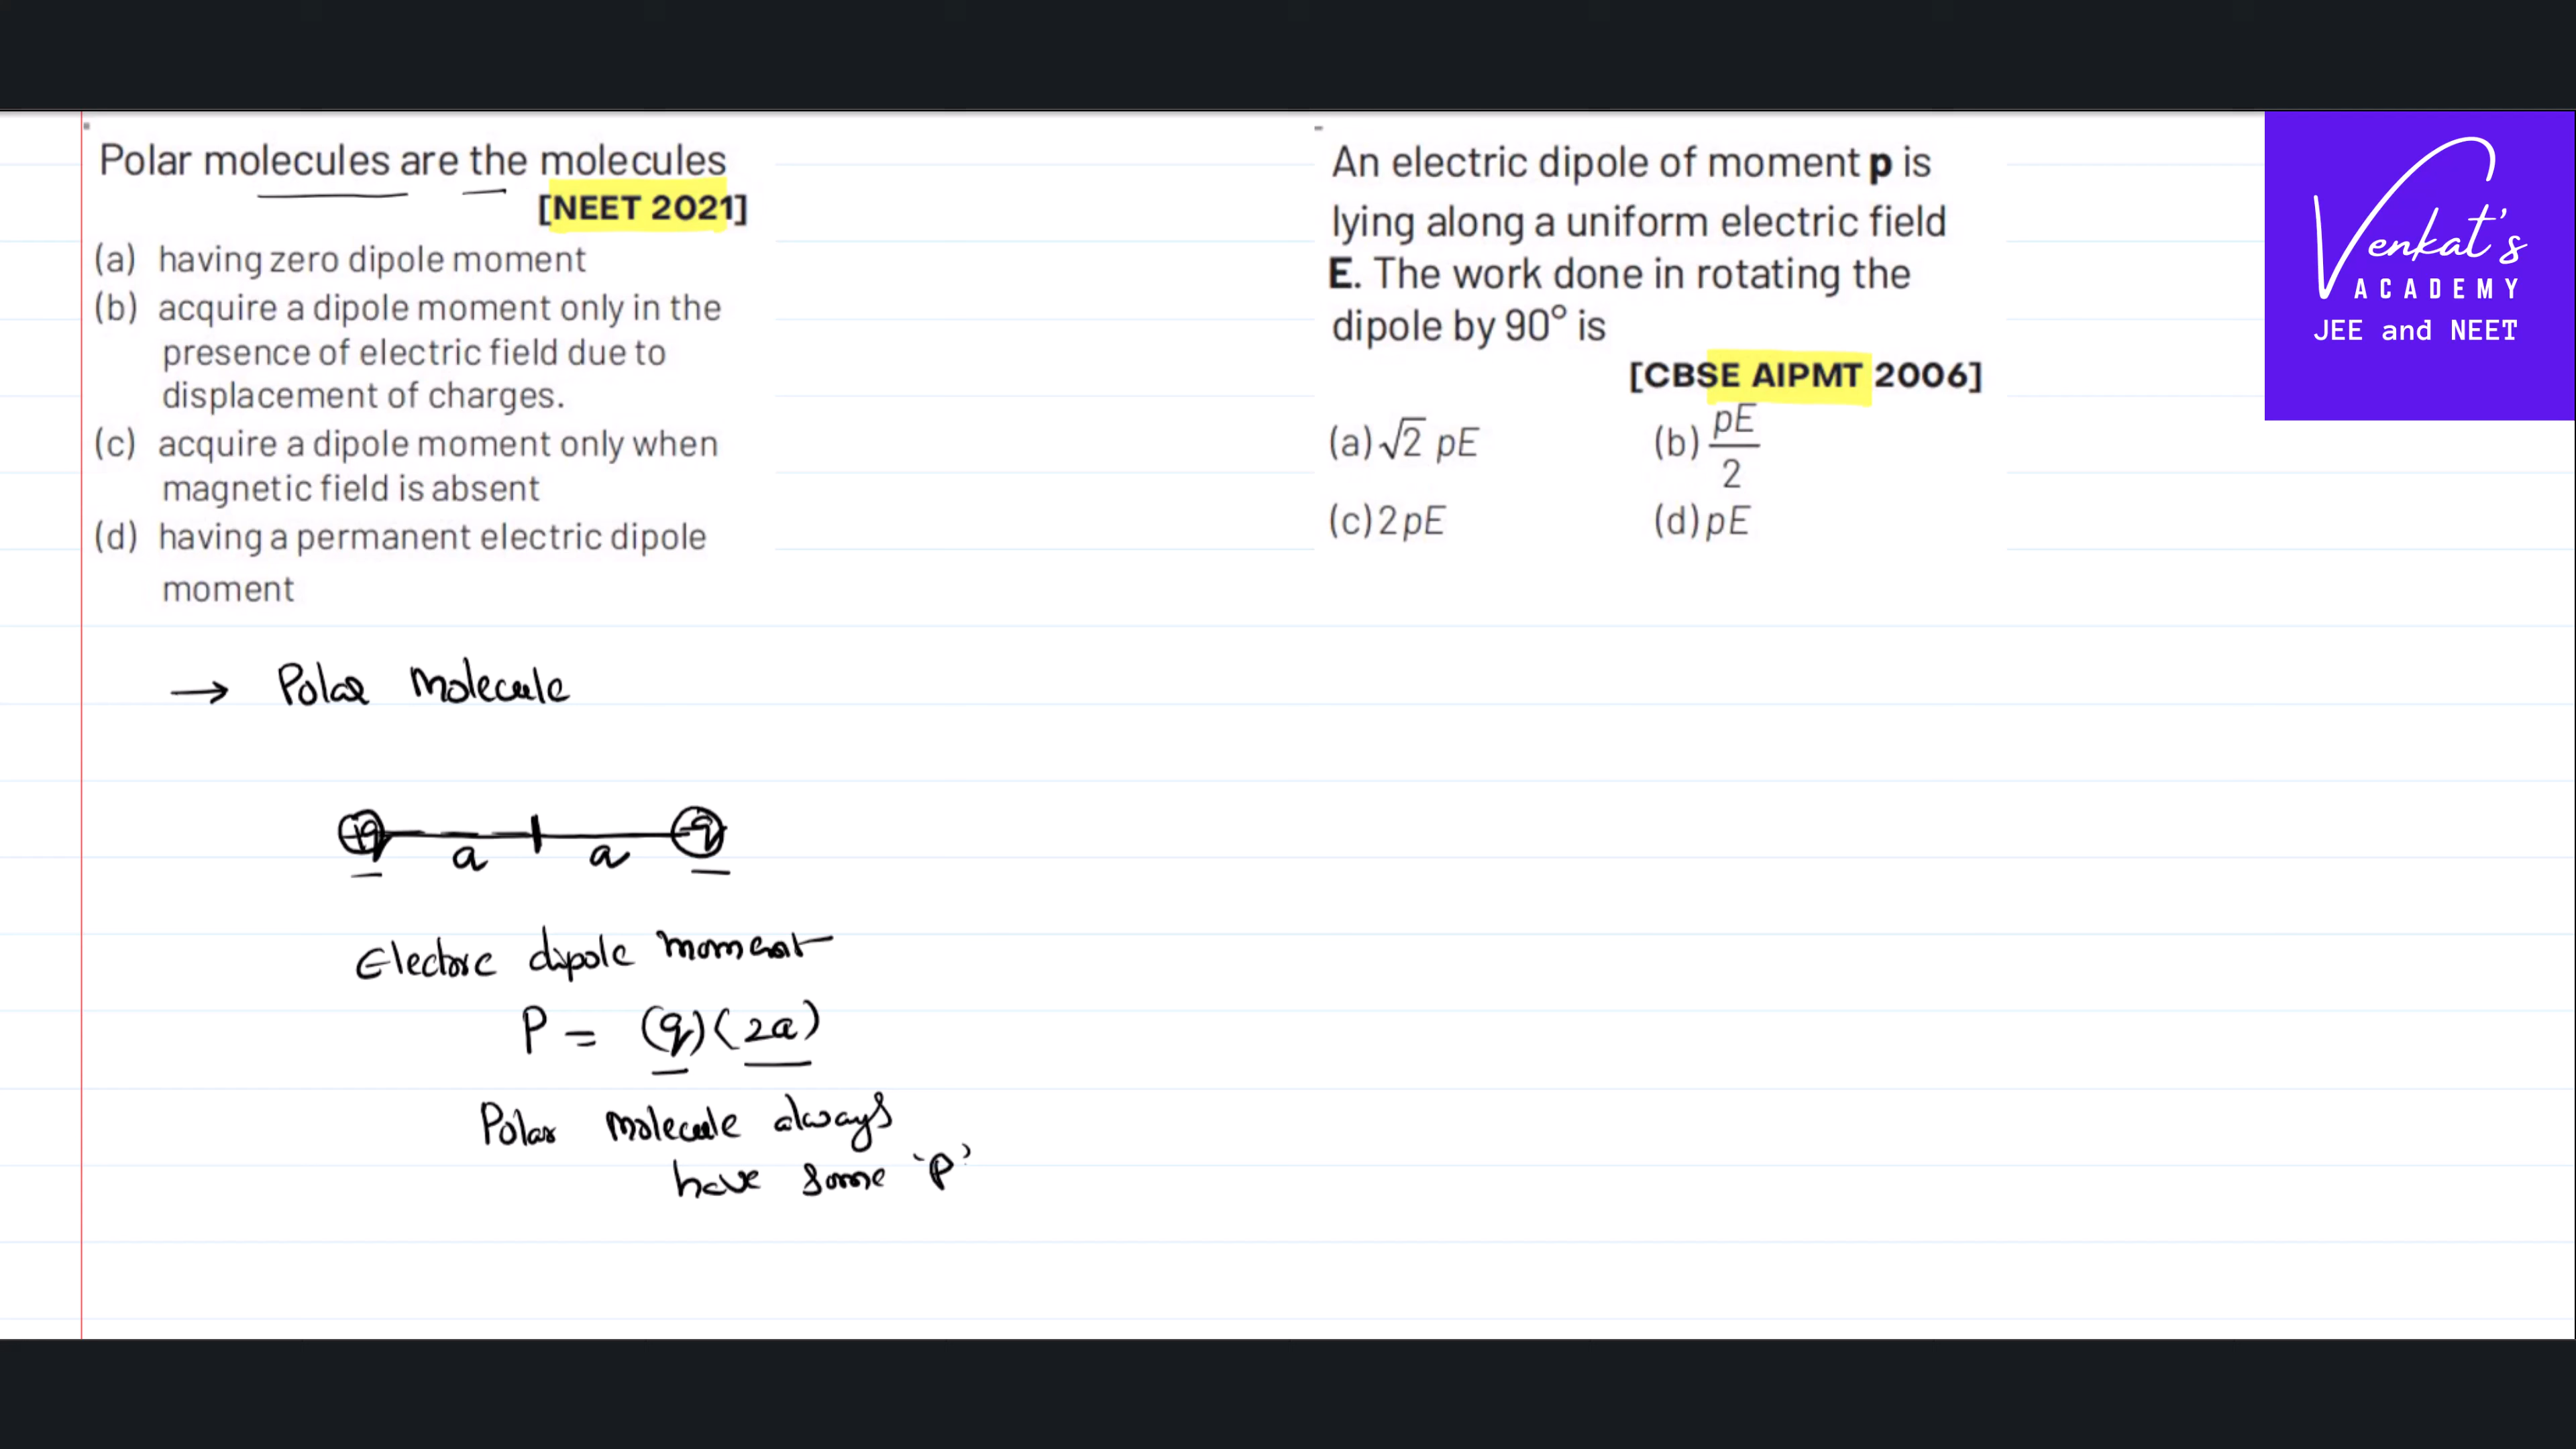 Polar molecules are the molecules
[NEET 2021]
(a) having zero dipole moment
(b) acquire a dipole moment only in the
presence of electric field due to
displacement of charges.
(c) acquire a dipole moment only when
magnetic field is absent
(d) having a permanent electric dipole
moment
→ Polar Molecule
+q a a -q
Electric dipole moment
P = (q)(2a)
Polar molecule always
have some 'P'
An electric dipole of moment p is
lying along a uniform electric field
E. The work done in rotating the
dipole by 90° is
[CBSE AIPMT 2006]
(a) √2 pE (b) pE/2
(c) 2pE (d) pE
Venkat's
ACADEMY
JEE and NEET